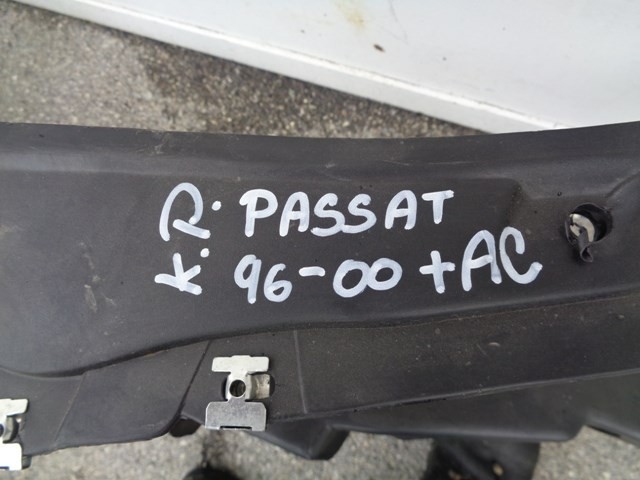 R: PASSAT
K: 96-00 +AC